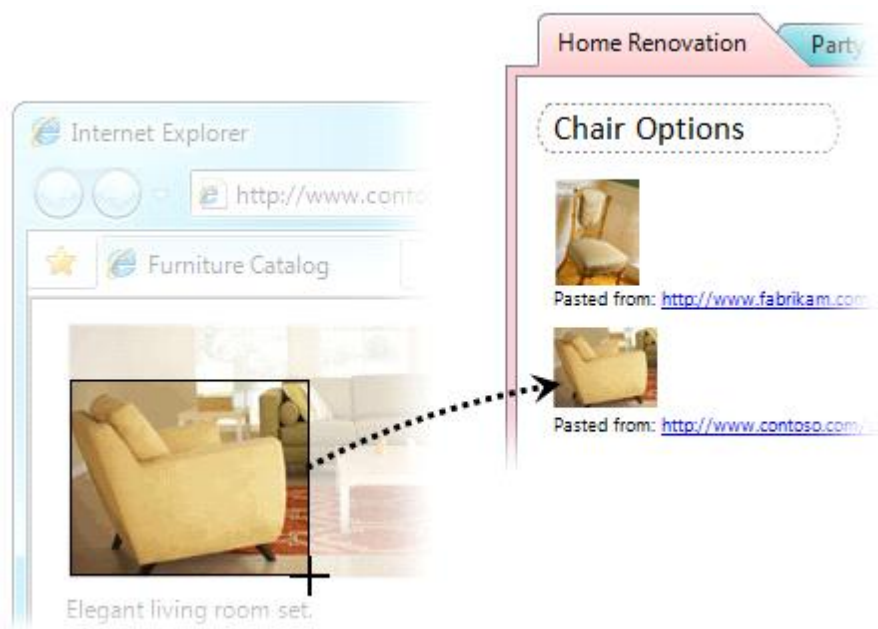 Home Renovation
Party
Chair Options
Pasted from: http://www.fabrikam.com
Pasted from: http://www.contoso.com/
Internet Explorer
http://www.conto
Furniture Catalog
Elegant living room set.